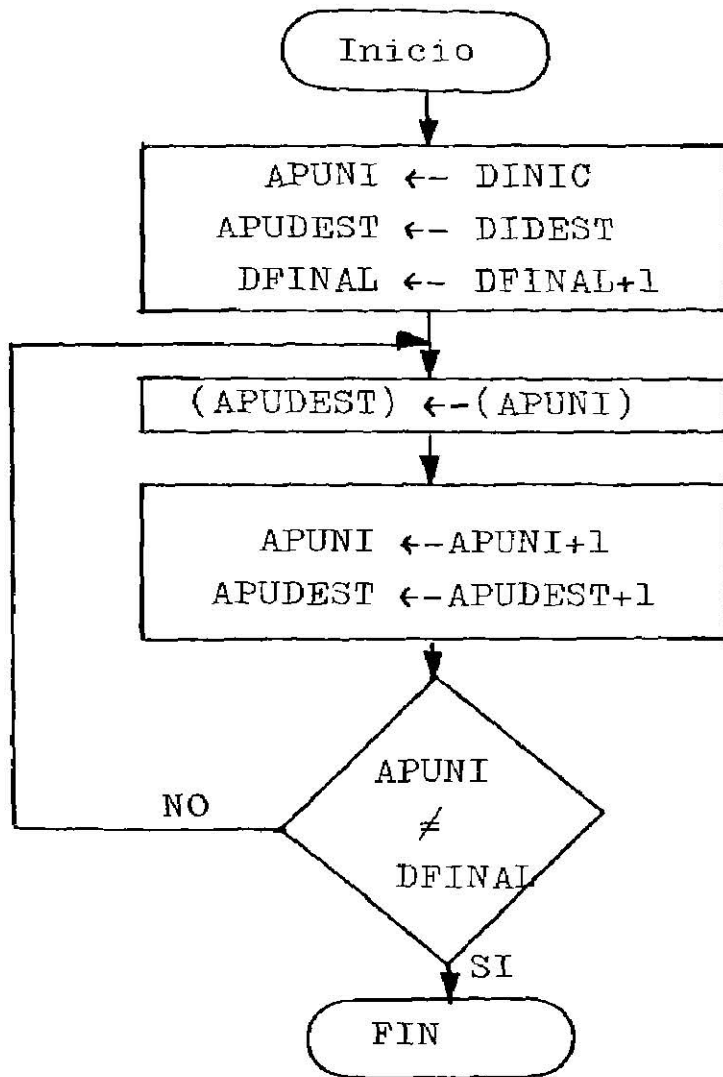 Inicio
APUNI ← DINIC
APUDEST ← DIDEST
DFINAL ← DFINAL+1
(APUDEST) ←(APUNI)
APUNI ←APUNI+1
APUDEST ←APUDEST+1
APUNI
≠
DFINAL
NO
SI
FIN